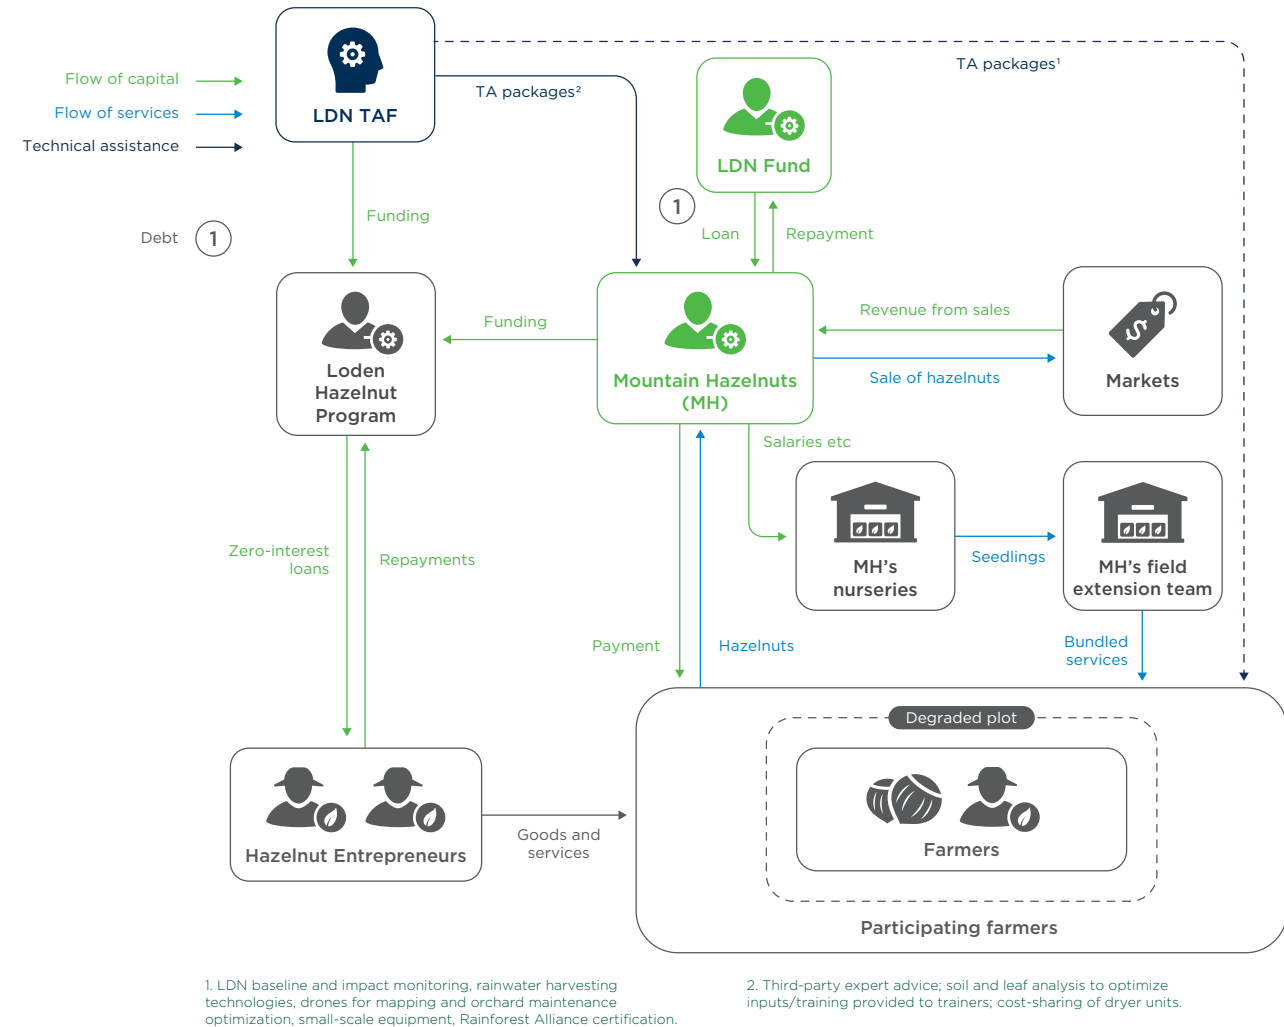 Flow of capital
Flow of services
Technical assistance
Debt 1
LDN TAF
TA packages²
TA packages¹
LDN Fund
1
Funding
Loan
Repayment
Loden
Hazelnut
Program
Funding
Mountain Hazelnuts
(MH)
Revenue from sales
Sale of hazelnuts
Markets
Salaries etc
MH’s
nurseries
Seedlings
MH’s field
extension team
Zero-interest
loans
Repayments
Payment
Hazelnuts
Bundled
services
Hazelnut Entrepreneurs
Goods and
services
Degraded plot
Farmers
Participating farmers
1. LDN baseline and impact monitoring, rainwater harvesting
technologies, drones for mapping and orchard maintenance
optimization, small-scale equipment, Rainforest Alliance certification.
2. Third-party expert advice; soil and leaf analysis to optimize
inputs/training provided to trainers; cost-sharing of dryer units.